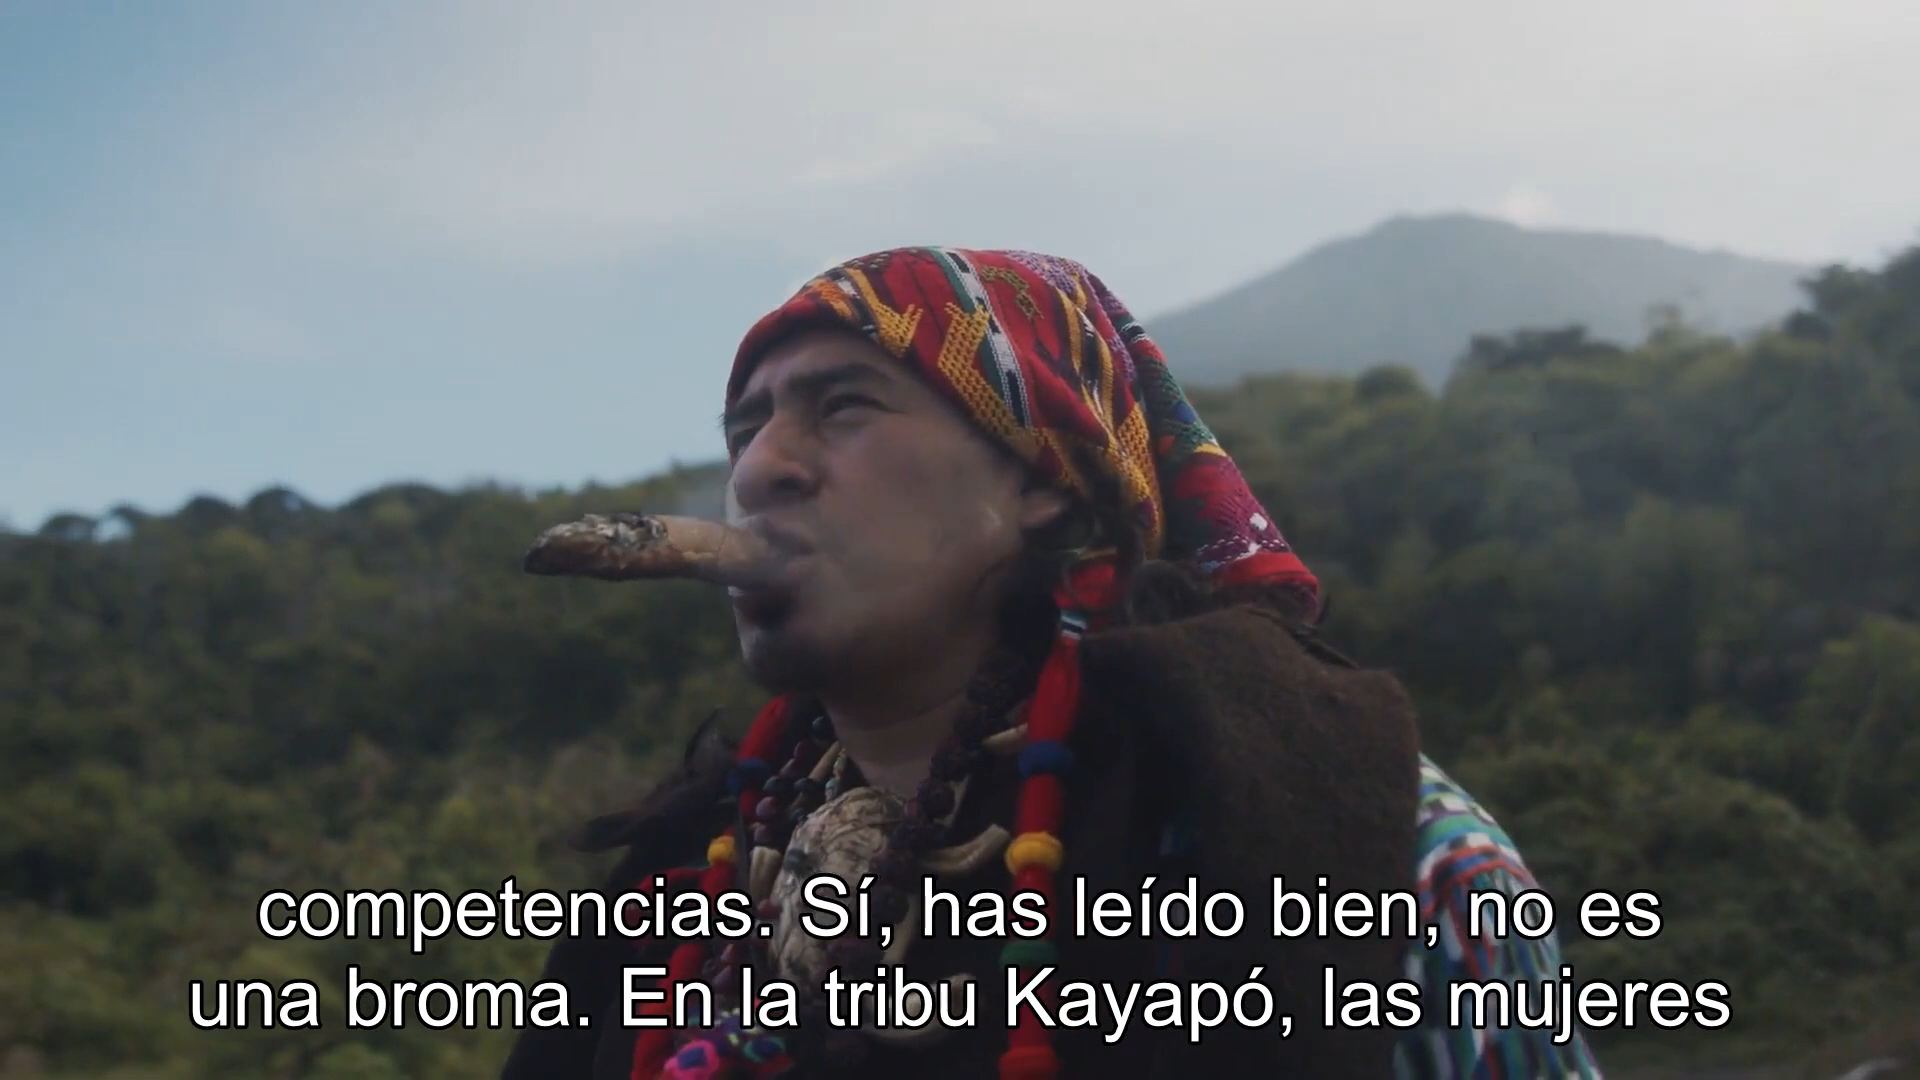 competencias. Sí, has leído bien, no es
una broma. En la tribu Kayapó, las mujeres